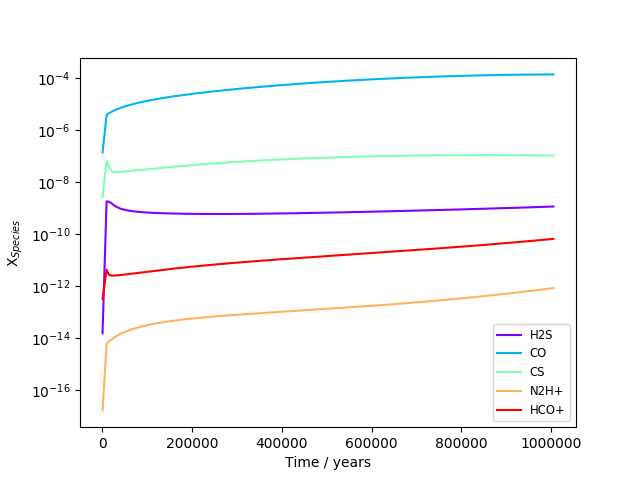 10⁻⁴
10⁻⁶
10⁻⁸
10⁻¹⁰
10⁻¹²
10⁻¹⁴
10⁻¹⁶
X_Species
H2S
CO
CS
N2H+
HCO+
0 200000 400000 600000 800000 1000000
Time / years